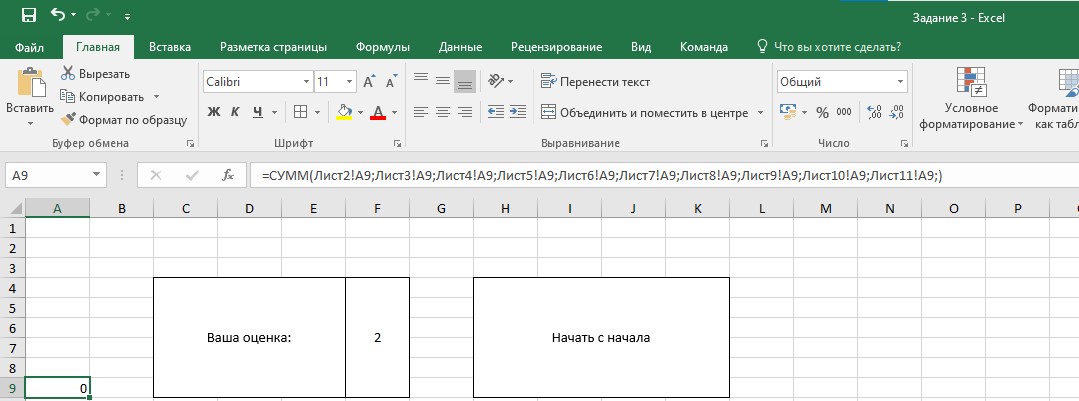 Задание 3 - Excel
Файл Главная Вставка Разметка страницы Формулы Данные Рецензирование Вид Команда Что вы хотите сделать?
Вставить
Вырезать
Копировать
Формат по образцу
Буфер обмена
Calibri 11
Ж К Ч
Шрифт
Перенести текст
Объединить и поместить в центре
Выравнивание
Общий
% 000
Число
Условное
форматирование
Формати
как табл
A9 fx =СУММ(Лист2!A9;Лист3!A9;Лист4!A9;Лист5!A9;Лист6!A9;Лист7!A9;Лист8!A9;Лист9!A9;Лист10!A9;Лист11!A9;)
A B C D E F G H I J K L M N O P
1
2
3
4
5
6
7
8
9
Ваша оценка: 2 Начать с начала
0